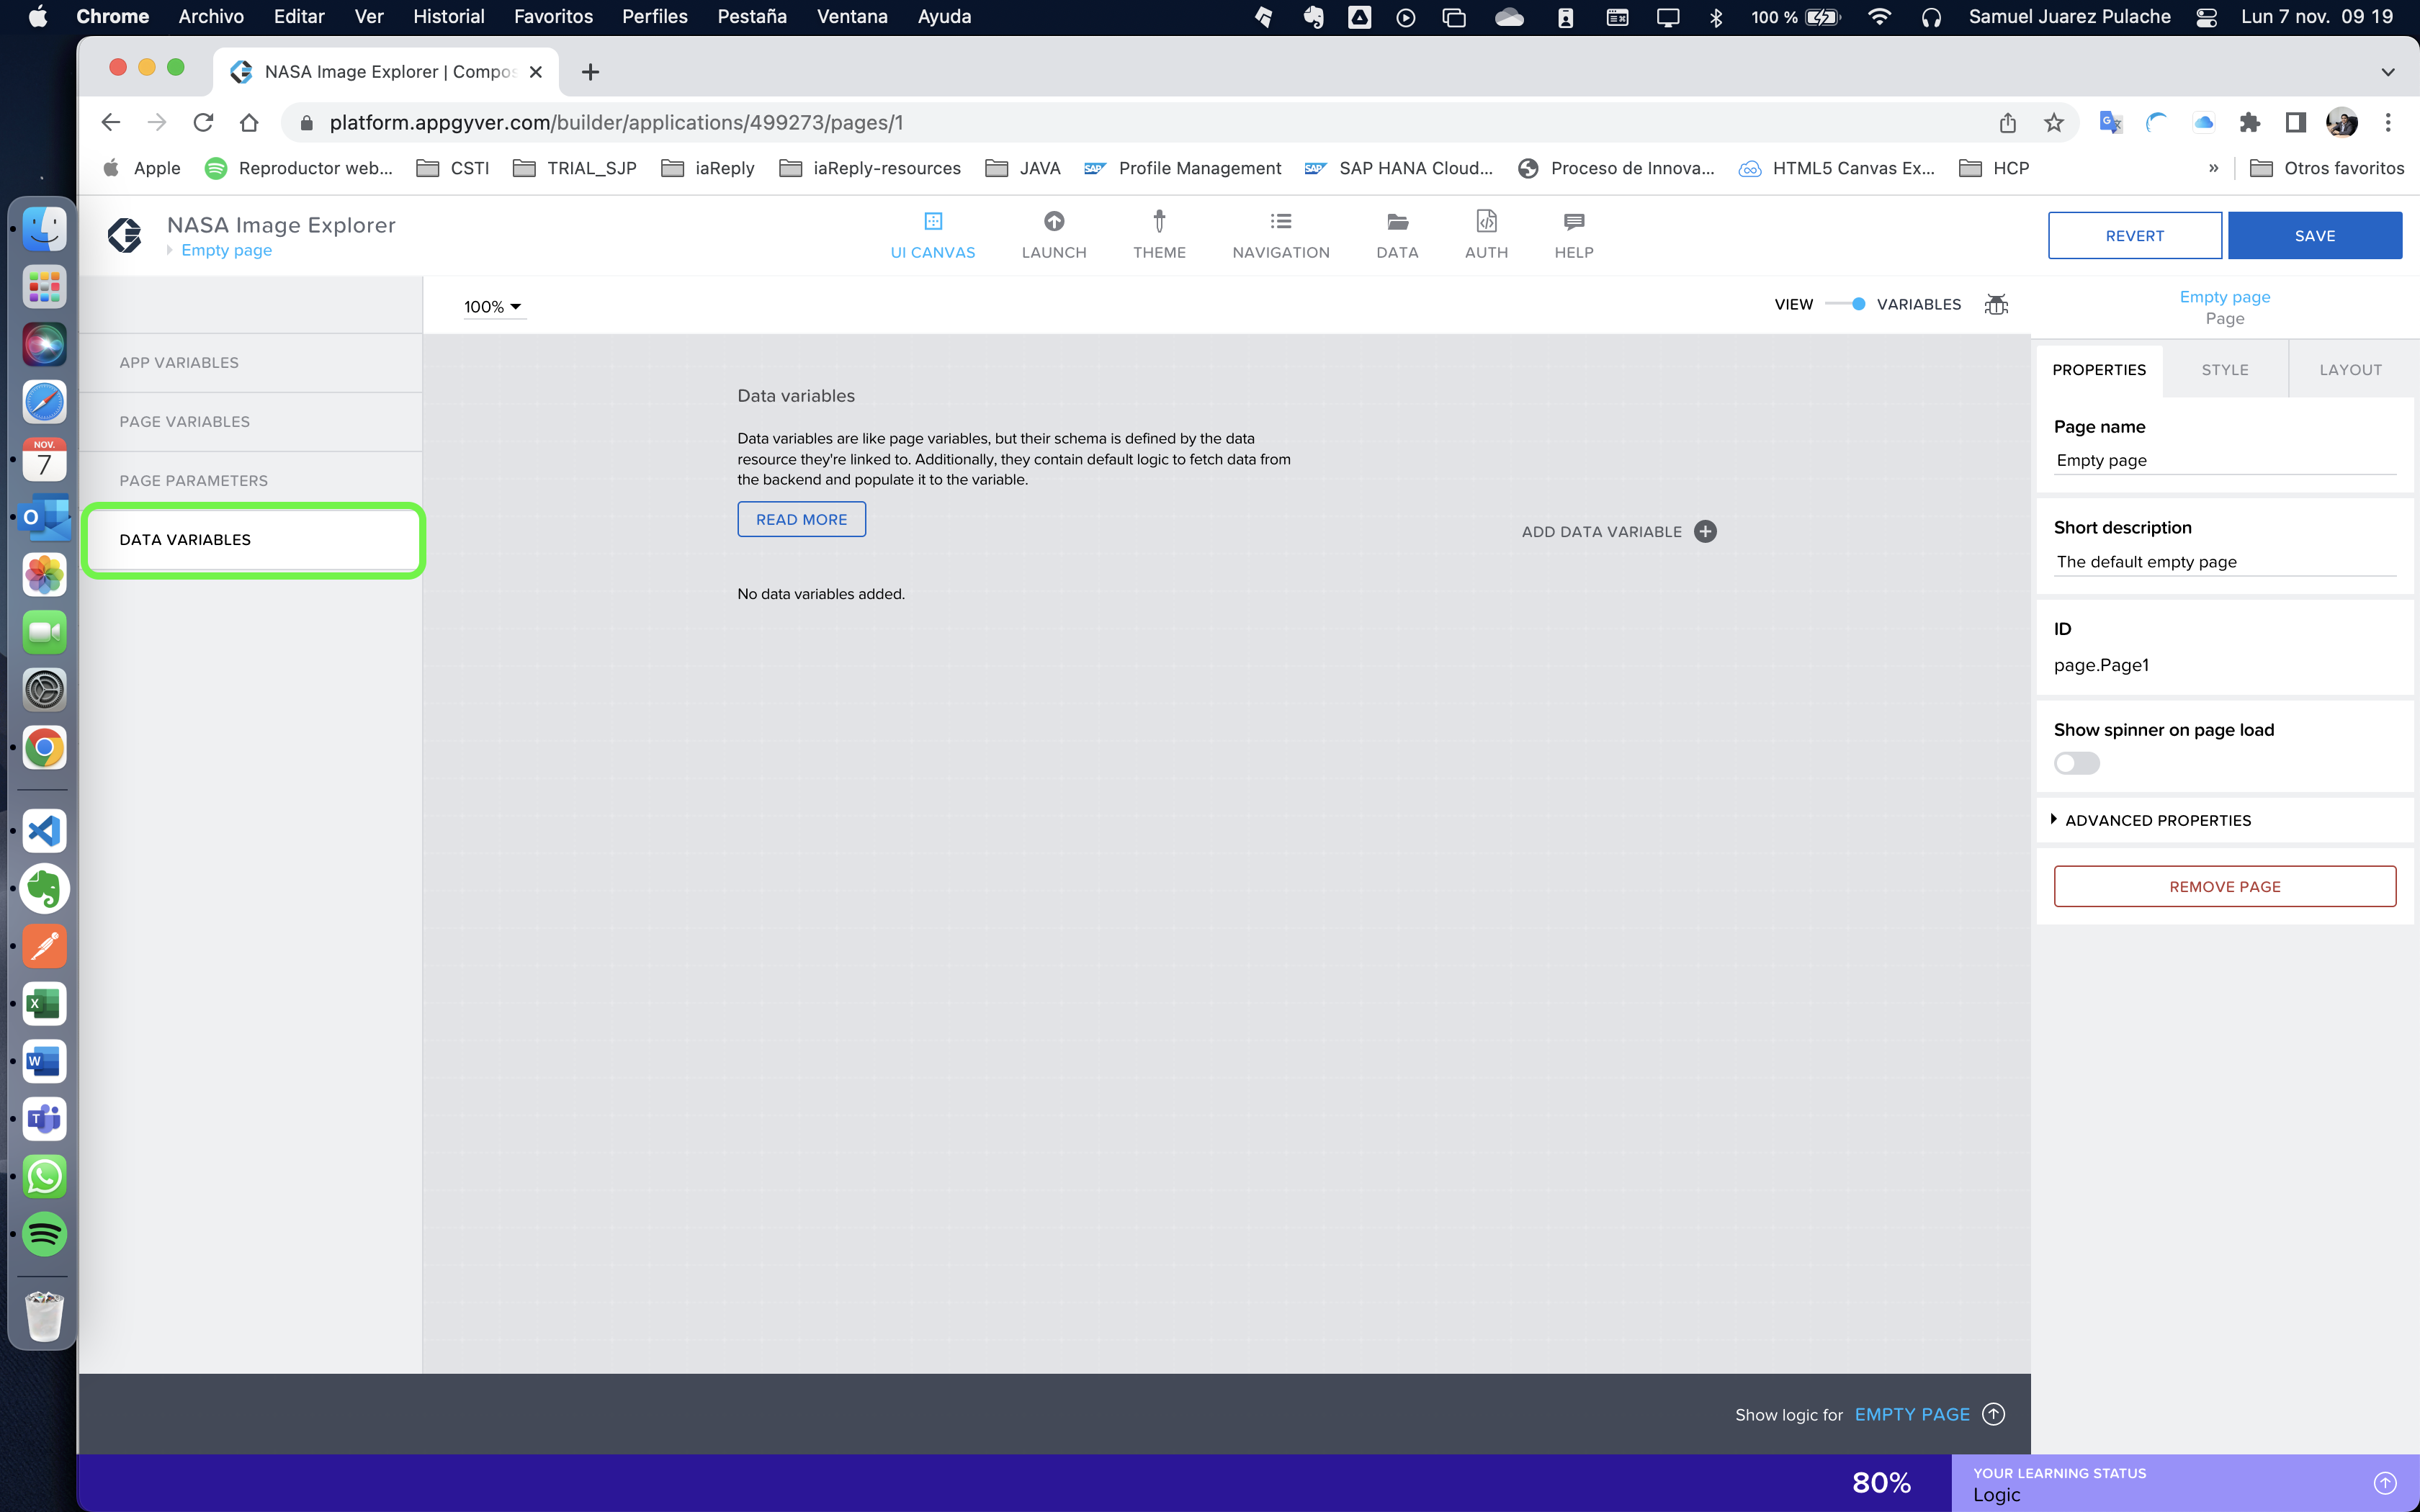 Chrome Archivo Editar Ver Historial Favoritos Perfiles Pestaña Ventana Ayuda 100 % Samuel Juarez Pulache Lun 7 nov. 09 19
NASA Image Explorer | Compos
platform.appgyver.com/builder/applications/499273/pages/1
Apple Reproductor web... CSTI TRIAL_SJP iaReply iaReply-resources JAVA Profile Management SAP HANA Cloud... Proceso de Innova... HTML5 Canvas Ex... HCP » Otros favoritos
NASA Image Explorer
Empty page
UI CANVAS LAUNCH THEME NAVIGATION DATA AUTH HELP
REVERT SAVE
100% VIEW VARIABLES
APP VARIABLES
PAGE VARIABLES
PAGE PARAMETERS
DATA VARIABLES
Data variables
Data variables are like page variables, but their schema is defined by the data
resource they're linked to. Additionally, they contain default logic to fetch data from
the backend and populate it to the variable.
READ MORE
ADD DATA VARIABLE
No data variables added.
Empty page
Page
PROPERTIES STYLE LAYOUT
Page name
Empty page
Short description
The default empty page
ID
page.Page1
Show spinner on page load
ADVANCED PROPERTIES
REMOVE PAGE
NOV.
7
Show logic for EMPTY PAGE
80%
YOUR LEARNING STATUS
Logic